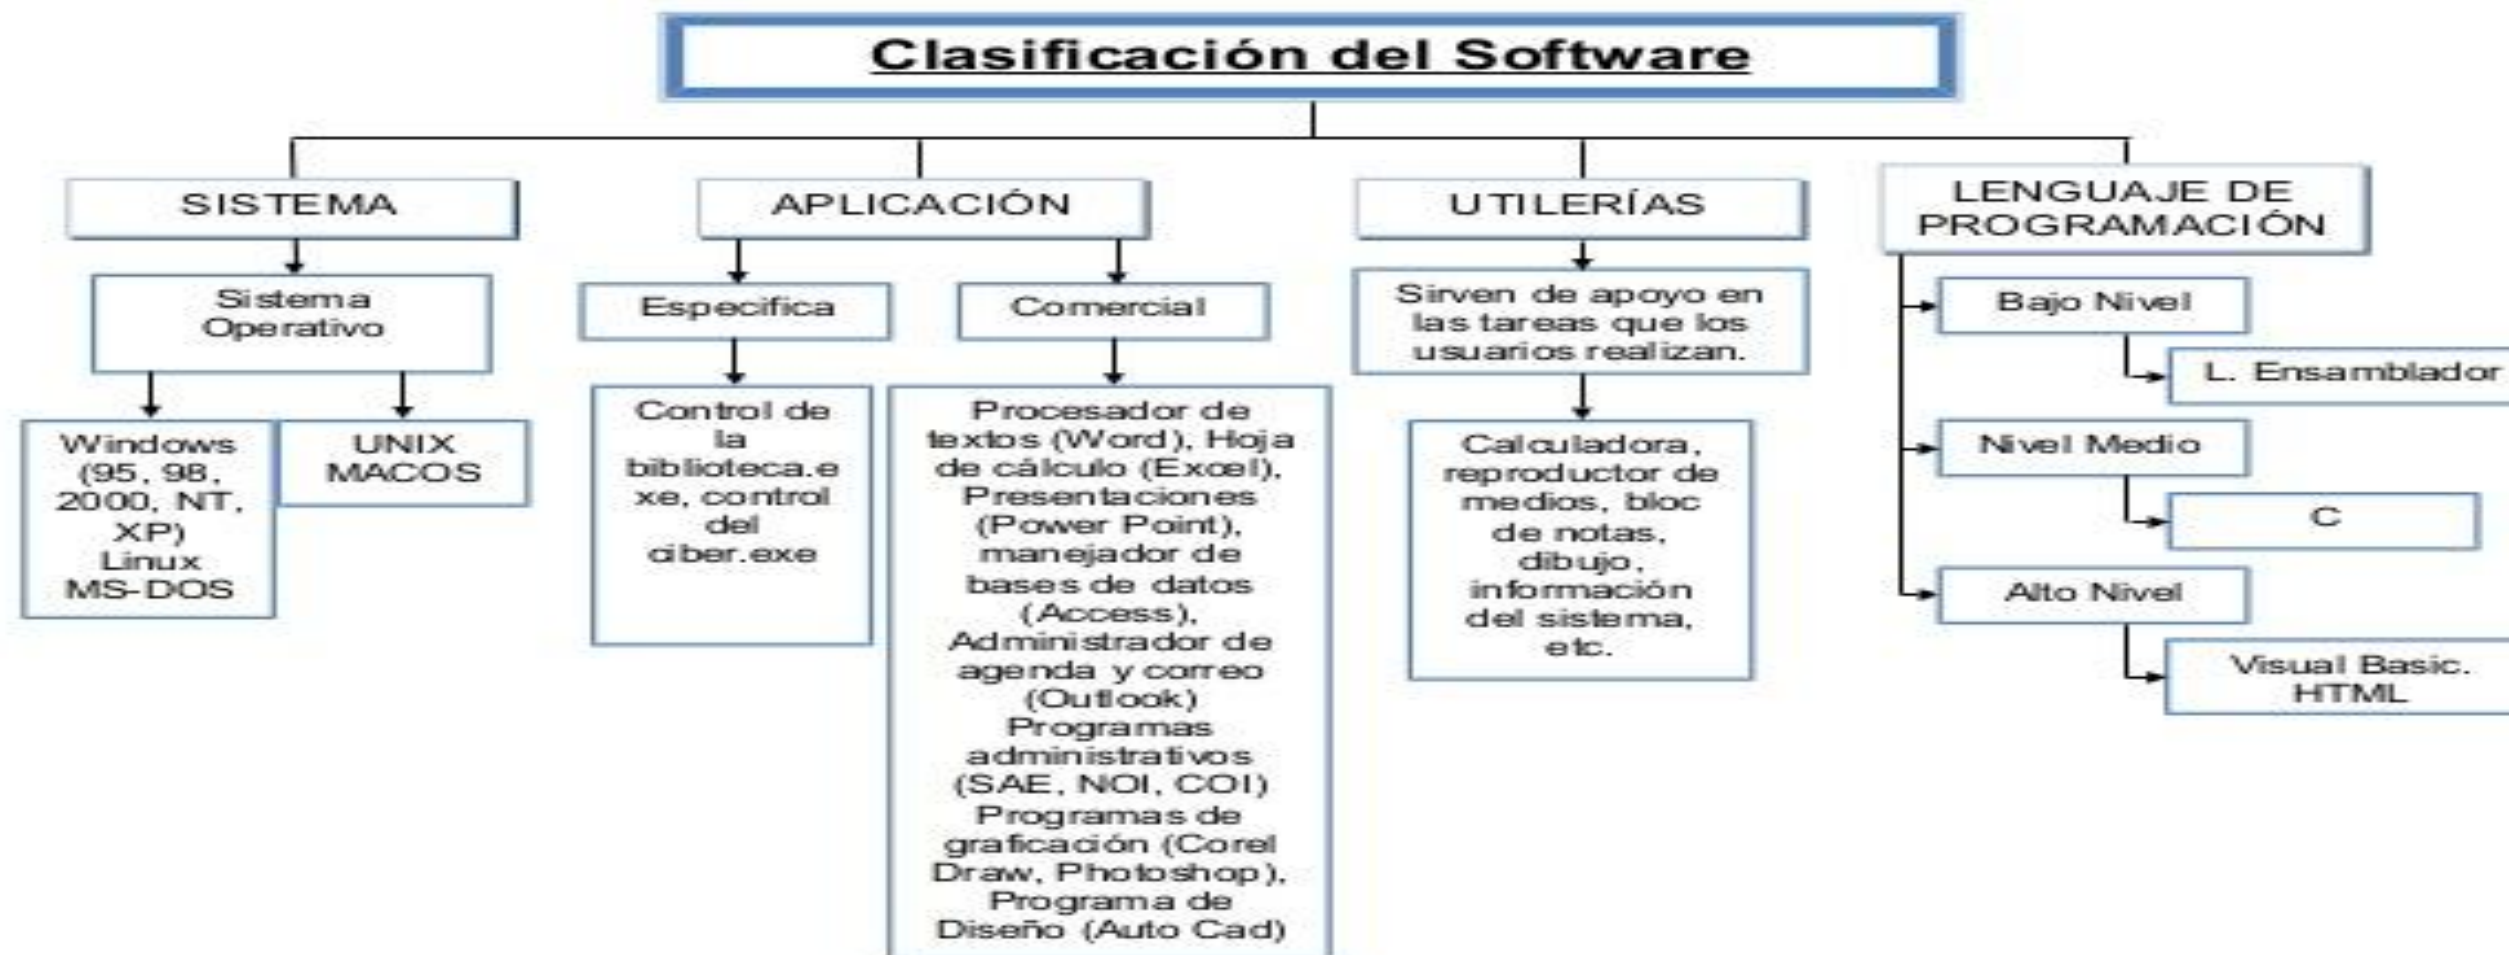 Clasificación del Software
SISTEMA
Sistema
Operativo
Windows
(95, 98,
2000, NT,
XP)
Linux
MS-DOS
UNIX
MACOS
APLICACIÓN
Especifica
Control de
la
biblioteca.e
xe, control
del
ciber.exe
Comercial
Procesador de
textos (Word), Hoja
de cálculo (Excel),
Presentaciones
(Power Point),
manejador de
bases de datos
(Access),
Administrador de
agenda y correo
(Outlook)
Programas
administrativos
(SAE, NOI, COI)
Programas de
graficación (Corel
Draw, Photoshop),
Programa de
Diseño (Auto Cad)
UTILERÍAS
Sirven de apoyo en
las tareas que los
usuarios realizan.
Calculadora,
reproductor de
medios, bloc
de notas,
dibujo,
información
del sistema,
etc.
LENGUAJE DE
PROGRAMACIÓN
Bajo Nivel
L. Ensamblador
Nivel Medio
C
Alto Nivel
Visual Basic.
HTML